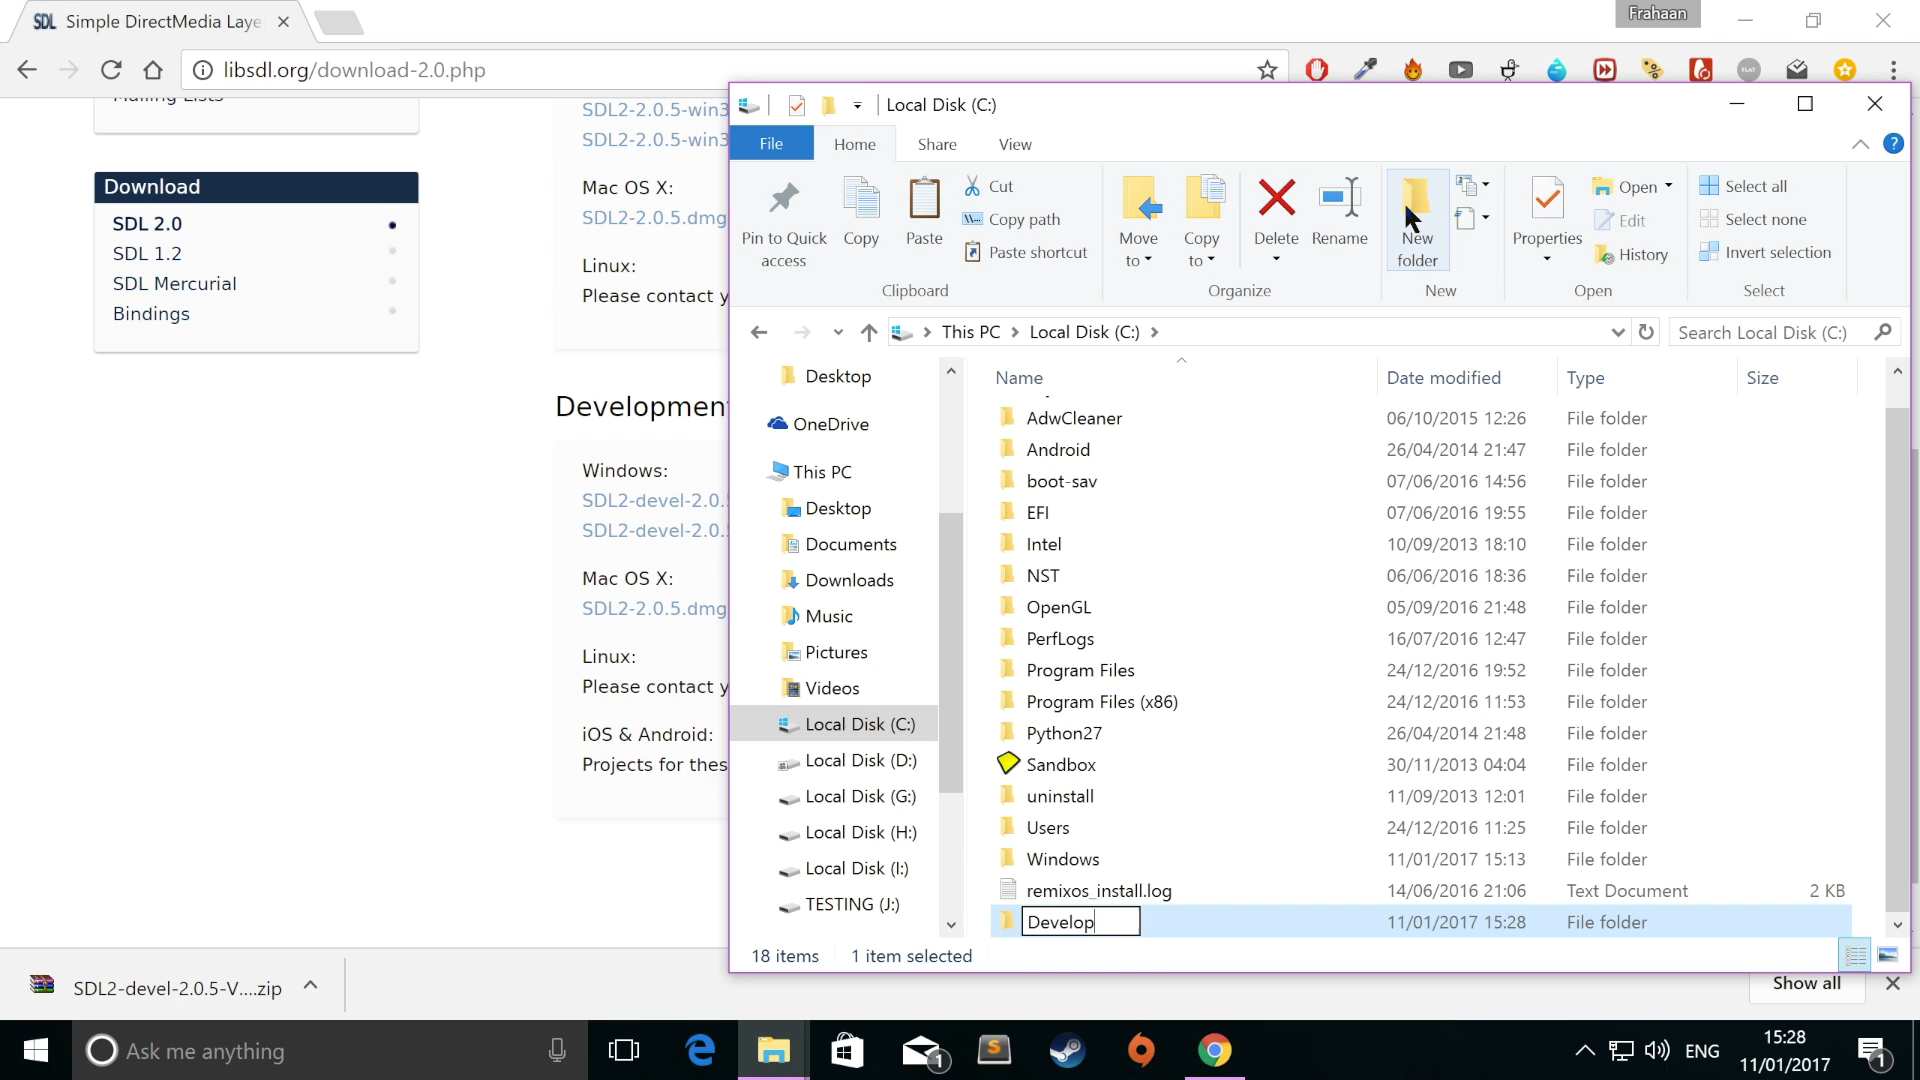 SDL Simple DirectMedia Laye
Frahaan
libsdl.org/download-2.0.php
FLAT
Mailing Lists
Download
SDL 2.0
SDL 1.2
SDL Mercurial
Bindings
SDL2-2.0.5-win3
SDL2-2.0.5-win3
Mac OS X:
SDL2-2.0.5.dmg
Linux:
Please contact y
Developmen
Windows:
SDL2-devel-2.0.
SDL2-devel-2.0.
Mac OS X:
SDL2-2.0.5.dmg
Linux:
Please contact y
iOS & Android:
Projects for thes
Local Disk (C:)
File Home Share View
Pin to Quick access
Copy
Paste
Cut
Copy path
Paste shortcut
Clipboard
Move to
Copy to
Delete
Rename
Organize
New folder
New
Properties
Open
Edit
History
Open
Select all
Select none
Invert selection
Select
This PC Local Disk (C:)
Search Local Disk (C:)
Desktop
OneDrive
This PC
Desktop
Documents
Downloads
Music
Pictures
Videos
Local Disk (C:)
Local Disk (D:)
Local Disk (G:)
Local Disk (H:)
Local Disk (I:)
TESTING (J:)
Name Date modified Type Size
AdwCleaner 06/10/2015 12:26 File folder
Android 26/04/2014 21:47 File folder
boot-sav 07/06/2016 14:56 File folder
EFI 07/06/2016 19:55 File folder
Intel 10/09/2013 18:10 File folder
NST 06/06/2016 18:36 File folder
OpenGL 05/09/2016 21:48 File folder
PerfLogs 16/07/2016 12:47 File folder
Program Files 24/12/2016 19:52 File folder
Program Files (x86) 24/12/2016 11:53 File folder
Python27 26/04/2014 21:48 File folder
Sandbox 30/11/2013 04:04 File folder
uninstall 11/09/2013 12:01 File folder
Users 24/12/2016 11:25 File folder
Windows 11/01/2017 15:13 File folder
remixos_install.log 14/06/2016 21:06 Text Document 2 KB
Develop 11/01/2017 15:28 File folder
18 items 1 item selected
SDL2-devel-2.0.5-V....zip
Show all
Ask me anything
1
ENG
15:28
11/01/2017
1